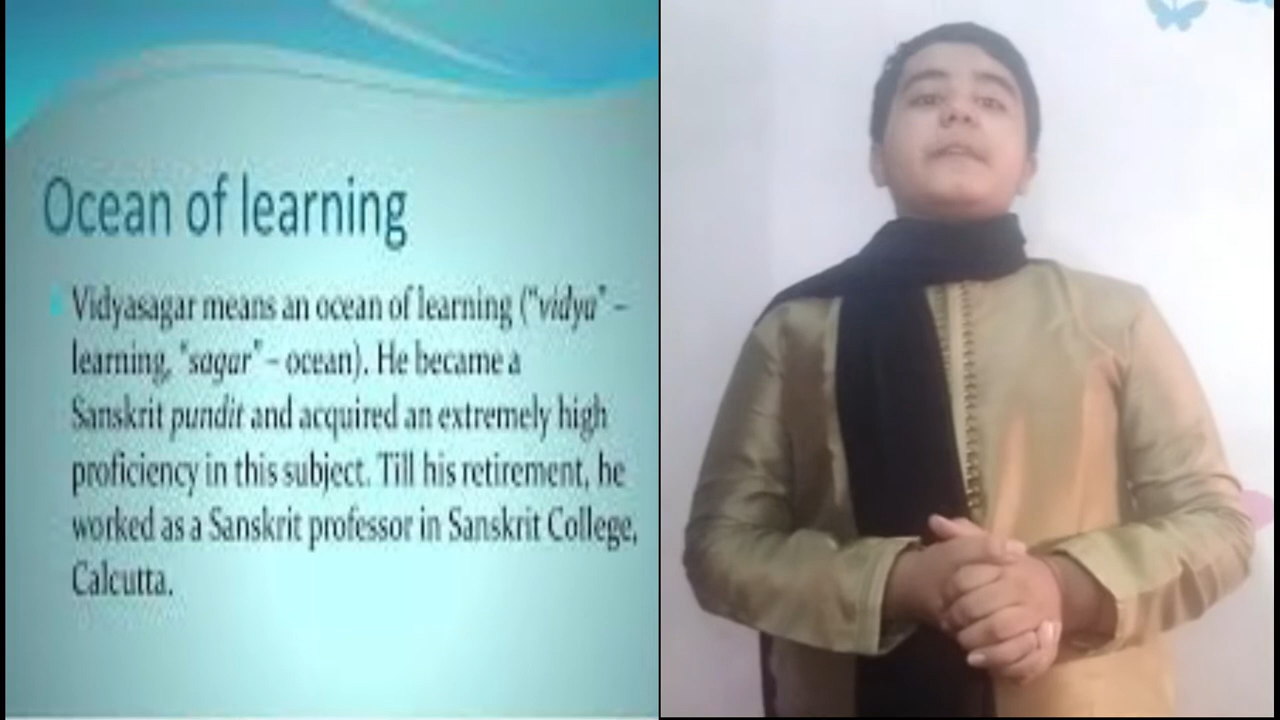 Ocean of learning
Vidyasagar means an ocean of learning ("vidya" –
learning, "sagar" – ocean). He became a
Sanskrit pundit and acquired an extremely high
proficiency in this subject. Till his retirement, he
worked as a Sanskrit professor in Sanskrit College,
Calcutta.